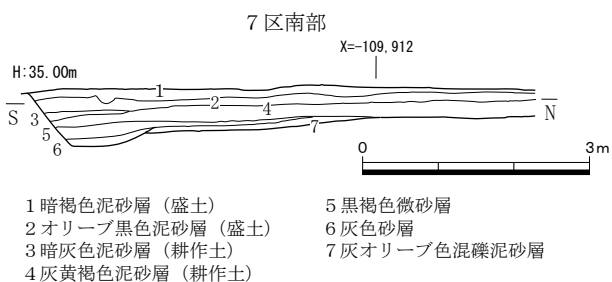 7区南部
X=-109,912
H:35.00m
1
2
4
S
3
5
6
7
N
0
3m
1暗褐色泥砂層（盛土）
2オリーブ黒色泥砂層（盛土）
3暗灰色泥砂層（耕作土）
4灰黄褐色泥砂層（耕作土）
5黒褐色微砂層
6灰色砂層
7灰オリーブ色混礫泥砂層